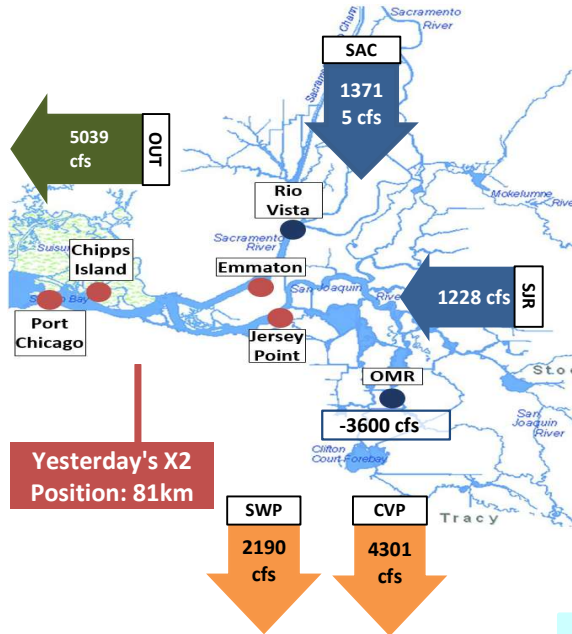 Sacramento
River
SAC
1371
5 cfs
OUT
5039
cfs
Mokelumne
River
Rio
Vista
Sacramento
River
Chipps
Island
Emmaton
San Joaquin
River
1228 cfs
SJR
Port
Chicago
Jersey
Point
OMR
-3600 cfs
San
Joaquin
River
Clifton
Court Forebay
Yesterday's X2
Position: 81km
Tracy
SWP
CVP
2190
cfs
4301
cfs